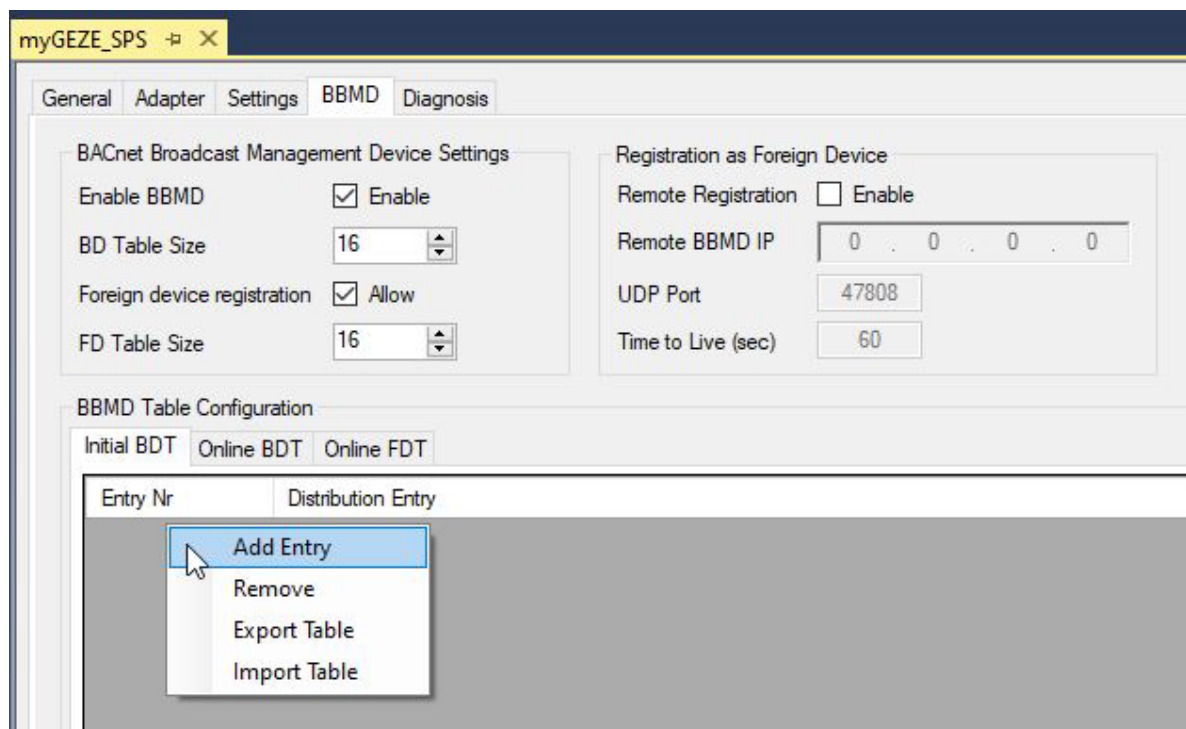 myGEZE_SPS
General Adapter Settings BBMD Diagnosis
BACnet Broadcast Management Device Settings
Enable BBMD Enable
BD Table Size 16
Foreign device registration Allow
FD Table Size 16
Registration as Foreign Device
Remote Registration Enable
Remote BBMD IP 0 . 0 . 0 . 0
UDP Port 47808
Time to Live (sec) 60
BBMD Table Configuration
Initial BDT Online BDT Online FDT
Entry Nr Distribution Entry
Add Entry
Remove
Export Table
Import Table